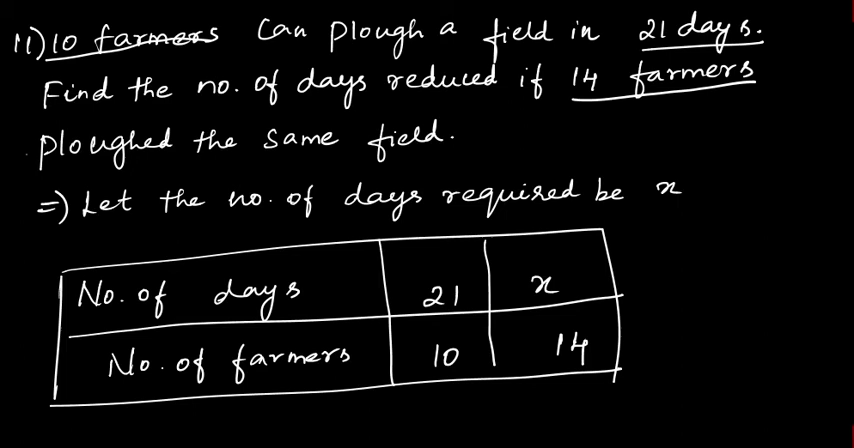 11) 10 farmers can plough a field in 21 days.
Find the no. of days reduced if 14 farmers
ploughed the same field.
=) Let the no. of days required be x
No. of days 21 x
No. of farmers 10 14